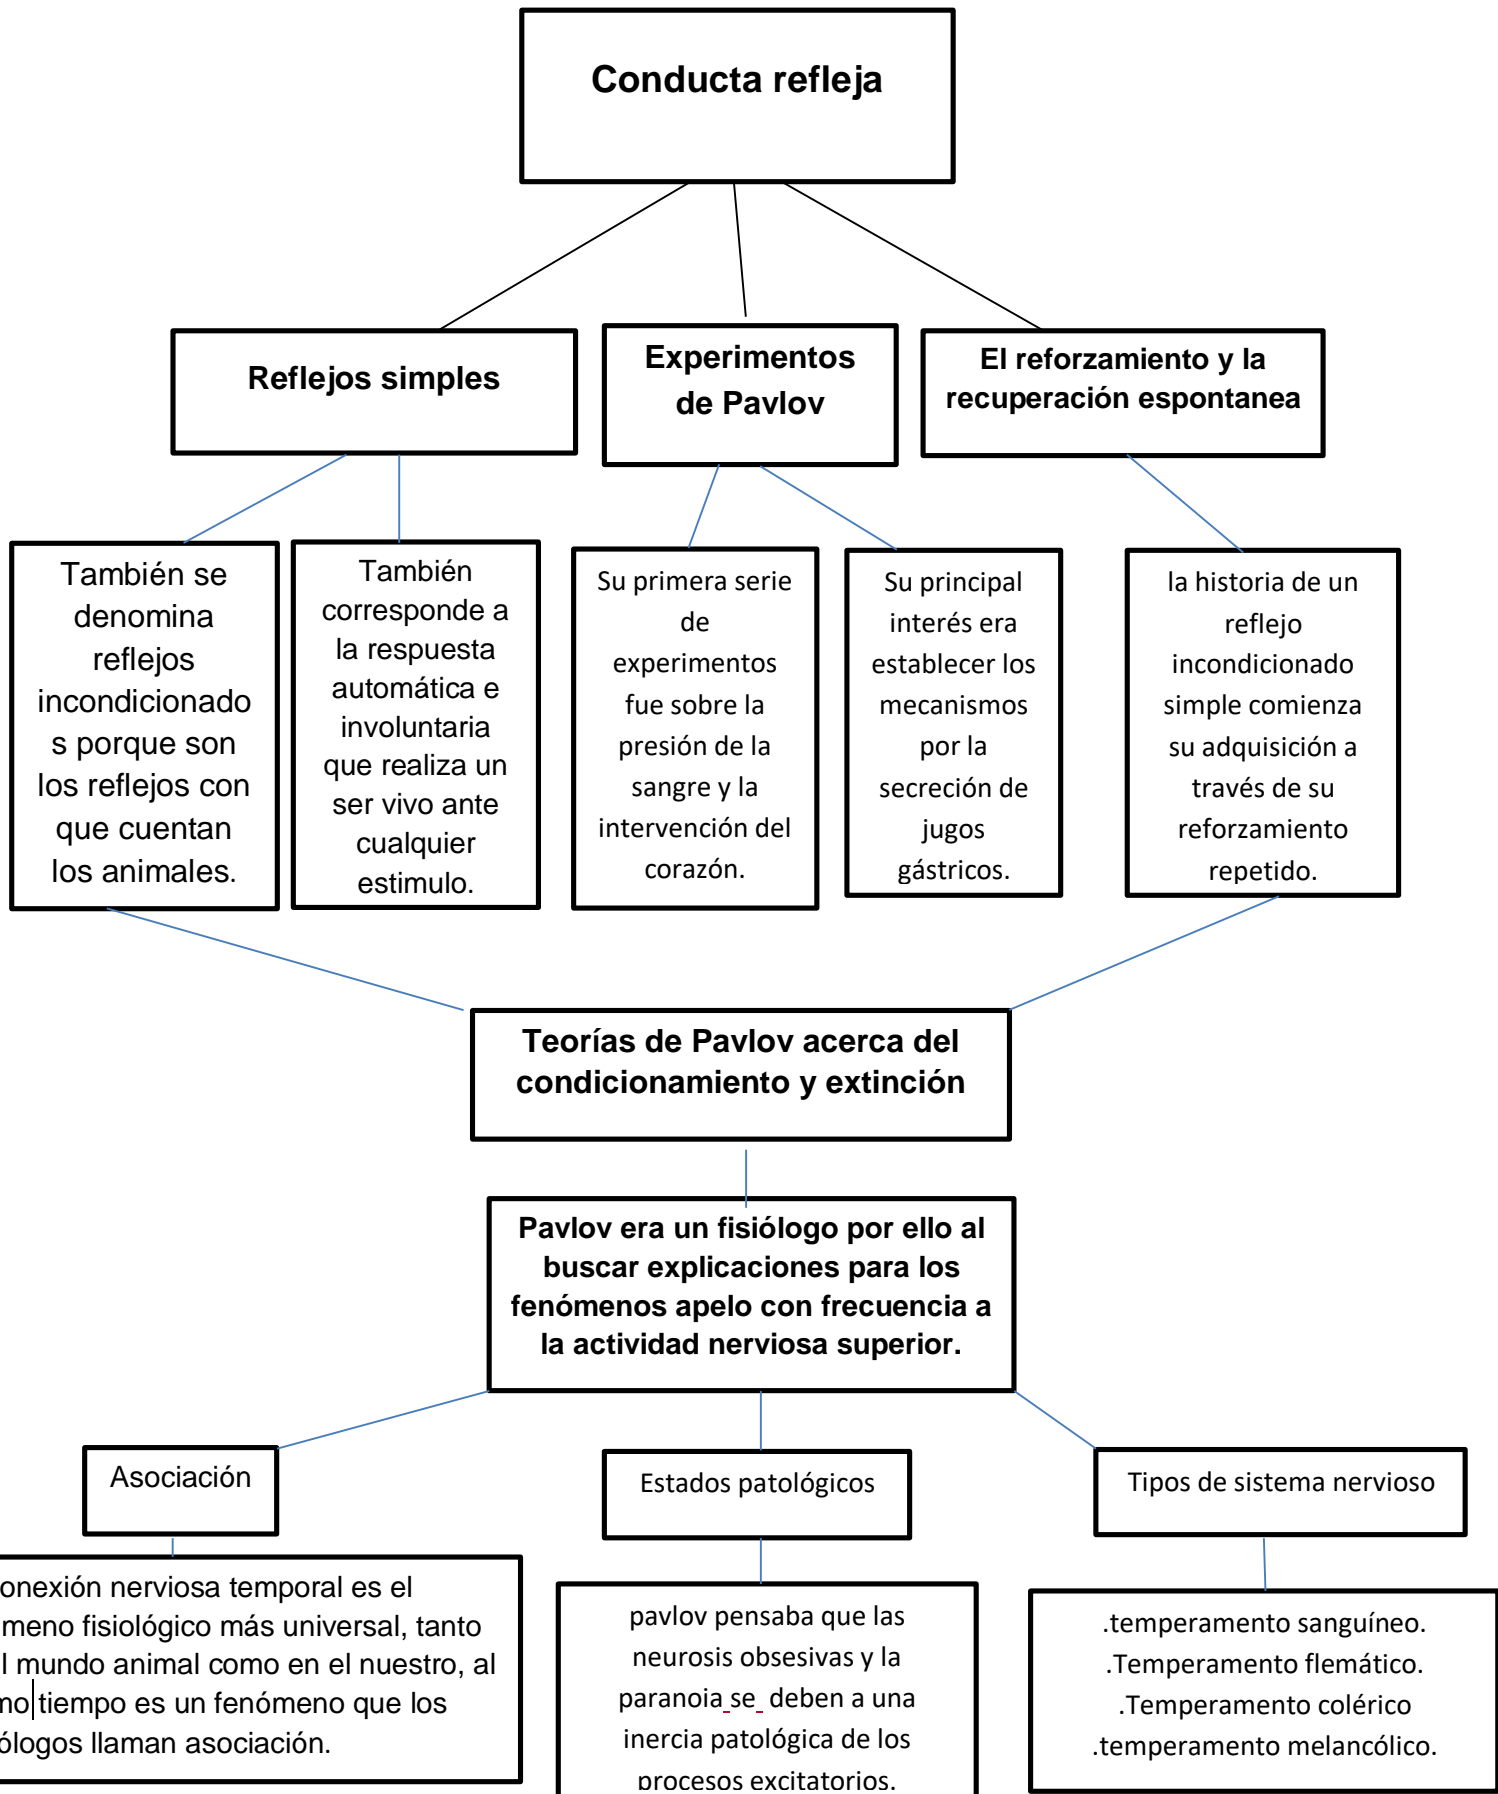 Conducta refleja
Reflejos simples
Experimentos
de Pavlov
El reforzamiento y la
recuperación espontanea
También se
denomina
reflejos
incondicionado
s porque son
los reflejos con
que cuentan
los animales.
También
corresponde a
la respuesta
automática e
involuntaria
que realiza un
ser vivo ante
cualquier
estimulo.
Su primera serie
de
experimentos
fue sobre la
presión de la
sangre y la
intervención del
corazón.
Su principal
interés era
establecer los
mecanismos
por la
secreción de
jugos
gástricos.
la historia de un
reflejo
incondicionado
simple comienza
su adquisición a
través de su
reforzamiento
repetido.
Teorías de Pavlov acerca del
condicionamiento y extinción
Pavlov era un fisiólogo por ello al
buscar explicaciones para los
fenómenos apelo con frecuencia a
la actividad nerviosa superior.
Asociación
onexión nerviosa temporal es el
meno fisiológico más universal, tanto
l mundo animal como en el nuestro, al
mo tiempo es un fenómeno que los
ólogos llaman asociación.
Estados patológicos
pavlov pensaba que las
neurosis obsesivas y la
paranoia se deben a una
inercia patológica de los
procesos excitatorios.
Tipos de sistema nervioso
.temperamento sanguíneo.
.Temperamento flemático.
.Temperamento colérico
.temperamento melancólico.